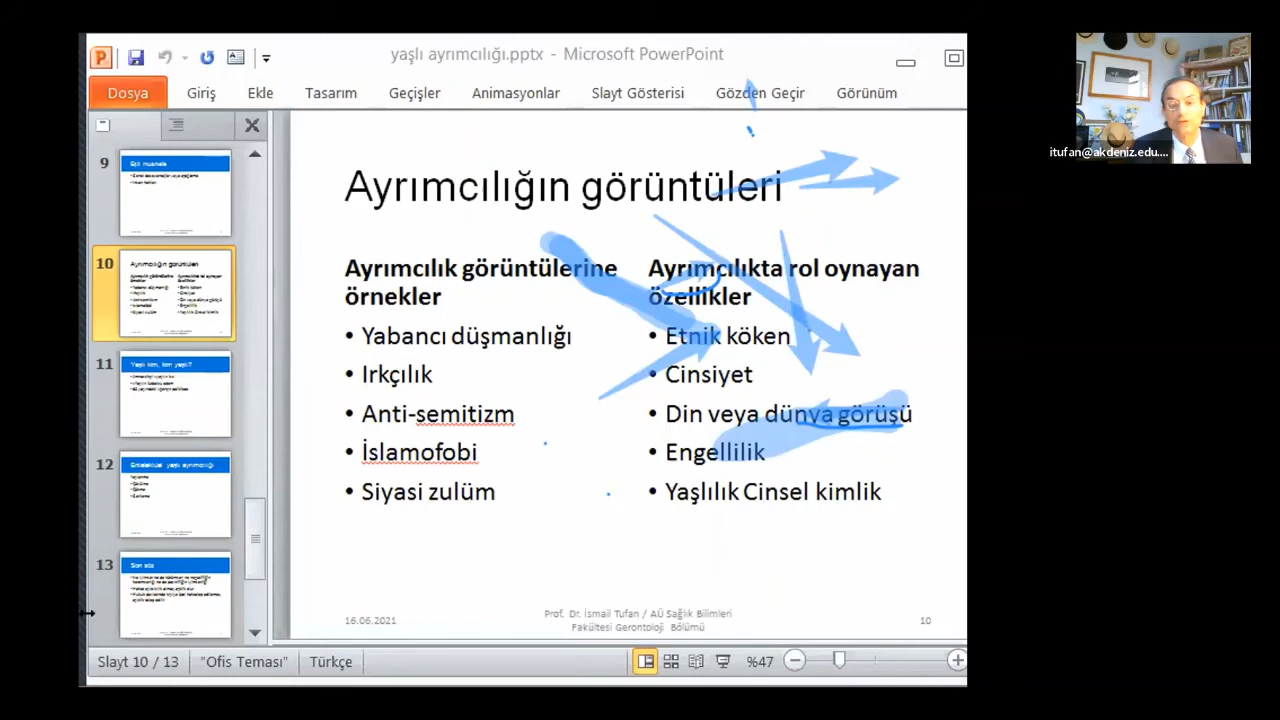 yaşlı ayrımcılığı.pptx - Microsoft PowerPoint
Dosya Giriş Ekle Tasarım Geçişler Animasyonlar Slayt Gösterisi Gözden Geçir Görünüm
itufan@akdeniz.edu....
9
Eşit muamele
10
Ayrımcılığın görüntüleri
11
Yaşlı kim, kim yaşlı?
12
13
Son söz
Ayrımcılığın görüntüleri
Ayrımcılık görüntülerine
örnekler
• Yabancı düşmanlığı
• Irkçılık
• Anti-semitizm
• İslamofobi
• Siyasi zulüm
Ayrımcılıkta rol oynayan
özellikler
• Etnik köken
• Cinsiyet
• Din veya dünya görüşü
• Engellilik
• Yaşlılık Cinsel kimlik
16.06.2021
Prof. Dr. İsmail Tufan / AÜ Sağlık Bilimleri
Fakültesi Gerontoloji Bölümü
10
Slayt 10 / 13 "Ofis Teması" Türkçe %47